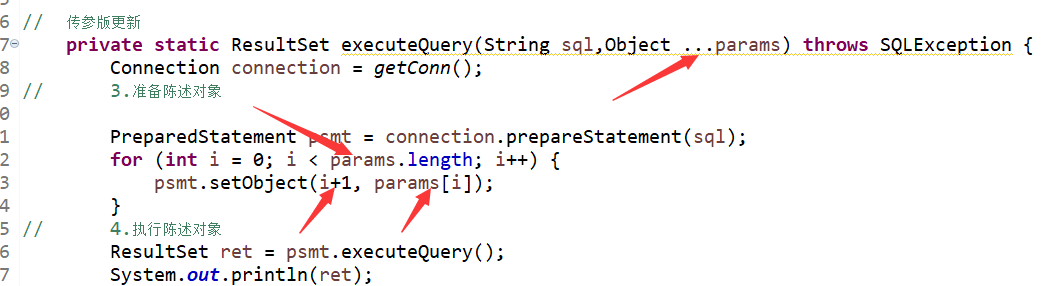 6 // 传参版更新
7 private static ResultSet executeQuery(String sql,Object ...params) throws SQLException {
8 Connection connection = getConn();
9 // 3.准备陈述对象
0
1 PreparedStatement psmt = connection.prepareStatement(sql);
2 for (int i = 0; i < params.length; i++) {
3 psmt.setObject(i+1, params[i]);
4 }
5 // 4.执行陈述对象
6 ResultSet ret = psmt.executeQuery();
7 System.out.println(ret);